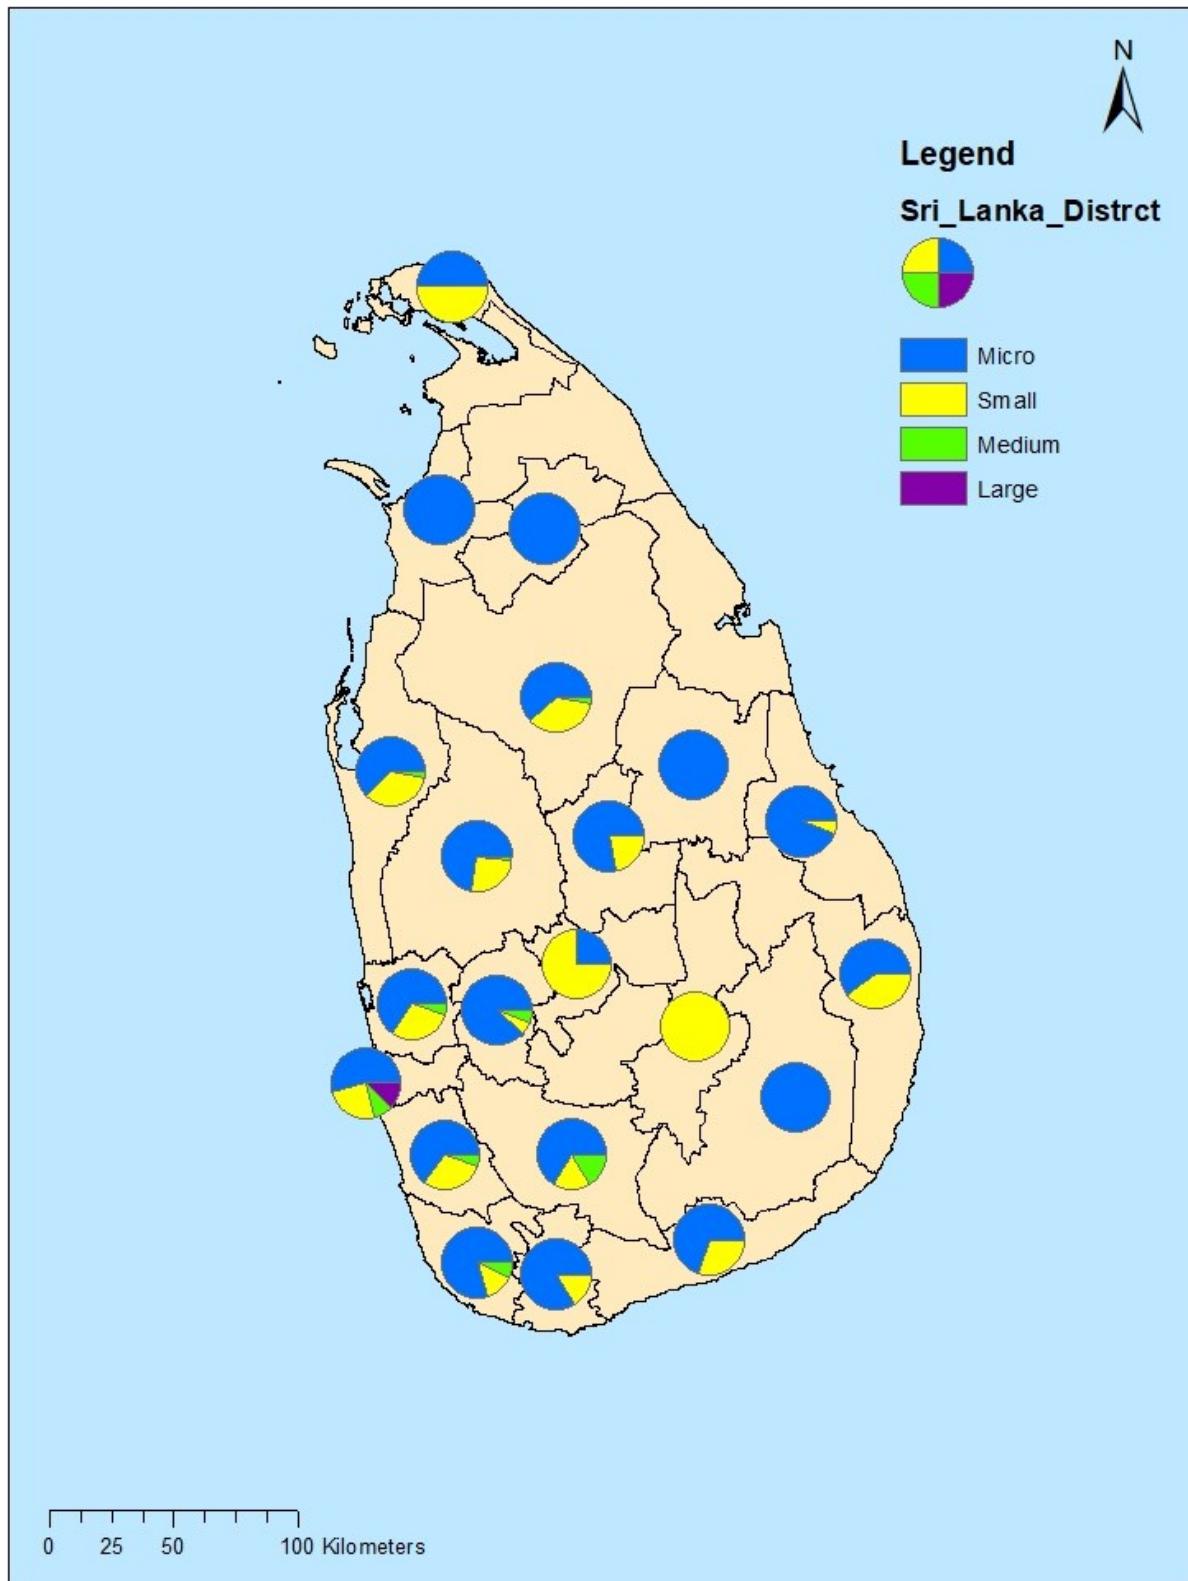 N
Legend
Sri_Lanka_Distrct
Micro
Small
Medium
Large
0 25 50 100 Kilometers